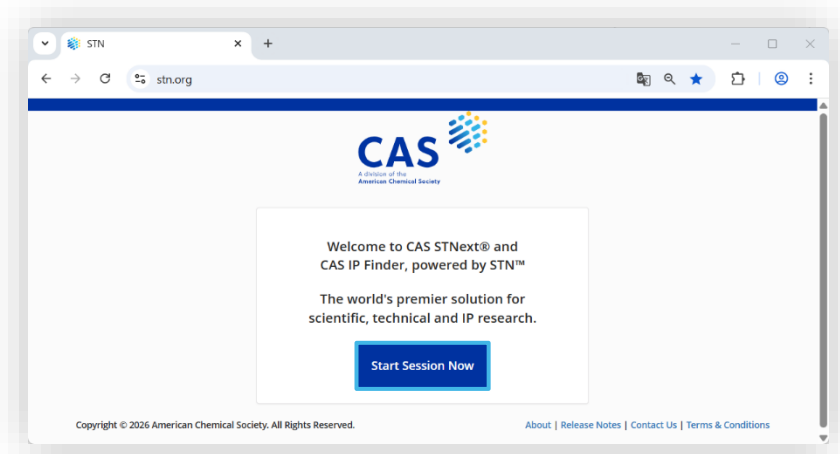 STN
stn.org
CAS
A division of the
American Chemical Society
Welcome to CAS STNext® and
CAS IP Finder, powered by STN™
The world's premier solution for
scientific, technical and IP research.
Start Session Now
Copyright © 2026 American Chemical Society. All Rights Reserved.
About | Release Notes | Contact Us | Terms & Conditions